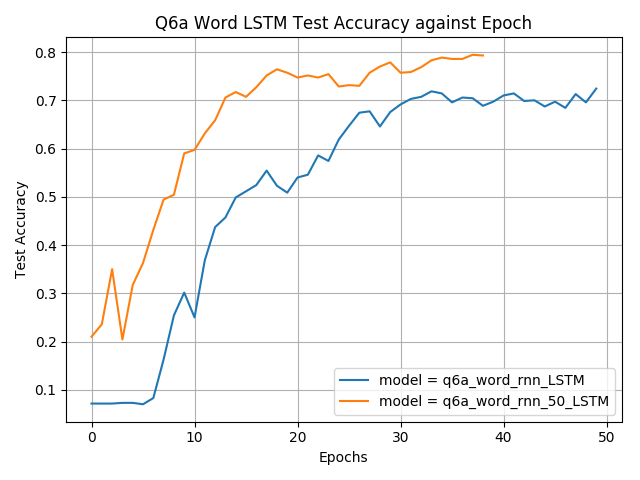 Q6a Word LSTM Test Accuracy against Epoch
Test Accuracy
0.8
0.7
0.6
0.5
0.4
0.3
0.2
0.1
0 10 20 30 40 50
Epochs
model = q6a_word_rnn_LSTM
model = q6a_word_rnn_50_LSTM